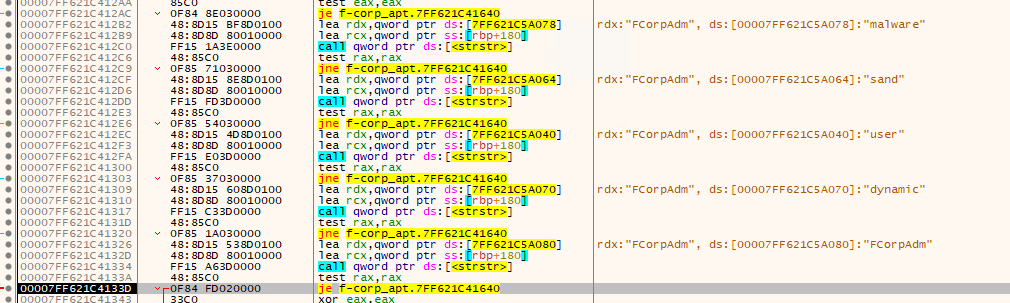 00007FF621C412AA 85C0 test eax,eax
00007FF621C412AC 0F84 8E030000 je f-corp_apt.7FF621C41640
00007FF621C412B2 48:8D15 BF8D0100 lea rdx,qword ptr ds:[7FF621C5A078] rdx:"FCorpAdm", ds:[00007FF621C5A078]:"malware"
00007FF621C412B9 48:8D8D 80010000 lea rcx,qword ptr ss:[rbp+180]
00007FF621C412C0 FF15 1A3E0000 call qword ptr ds:[<strstr>]
00007FF621C412C6 48:85C0 test rax,rax
00007FF621C412C9 0F85 71030000 jne f-corp_apt.7FF621C41640
00007FF621C412CF 48:8D15 8E8D0100 lea rdx,qword ptr ds:[7FF621C5A064] rdx:"FCorpAdm", ds:[00007FF621C5A064]:"sand"
00007FF621C412D6 48:8D8D 80010000 lea rcx,qword ptr ss:[rbp+180]
00007FF621C412DD FF15 FD3D0000 call qword ptr ds:[<strstr>]
00007FF621C412E3 48:85C0 test rax,rax
00007FF621C412E6 0F85 54030000 jne f-corp_apt.7FF621C41640
00007FF621C412EC 48:8D15 4D8D0100 lea rdx,qword ptr ds:[7FF621C5A040] rdx:"FCorpAdm", ds:[00007FF621C5A040]:"user"
00007FF621C412F3 48:8D8D 80010000 lea rcx,qword ptr ss:[rbp+180]
00007FF621C412FA FF15 E03D0000 call qword ptr ds:[<strstr>]
00007FF621C41300 48:85C0 test rax,rax
00007FF621C41303 0F85 37030000 jne f-corp_apt.7FF621C41640
00007FF621C41309 48:8D15 608D0100 lea rdx,qword ptr ds:[7FF621C5A070] rdx:"FCorpAdm", ds:[00007FF621C5A070]:"dynamic"
00007FF621C41310 48:8D8D 80010000 lea rcx,qword ptr ss:[rbp+180]
00007FF621C41317 FF15 C33D0000 call qword ptr ds:[<strstr>]
00007FF621C4131D 48:85C0 test rax,rax
00007FF621C41320 0F85 1A030000 jne f-corp_apt.7FF621C41640
00007FF621C41326 48:8D15 538D0100 lea rdx,qword ptr ds:[7FF621C5A080] rdx:"FCorpAdm", ds:[00007FF621C5A080]:"FCorpAdm"
00007FF621C4132D 48:8D8D 80010000 lea rcx,qword ptr ss:[rbp+180]
00007FF621C41334 FF15 A63D0000 call qword ptr ds:[<strstr>]
00007FF621C4133A 48:85C0 test rax,rax
00007FF621C4133D 0F84 FD020000 je f-corp_apt.7FF621C41640
00007FF621C41343 33C0 xor eax,eax